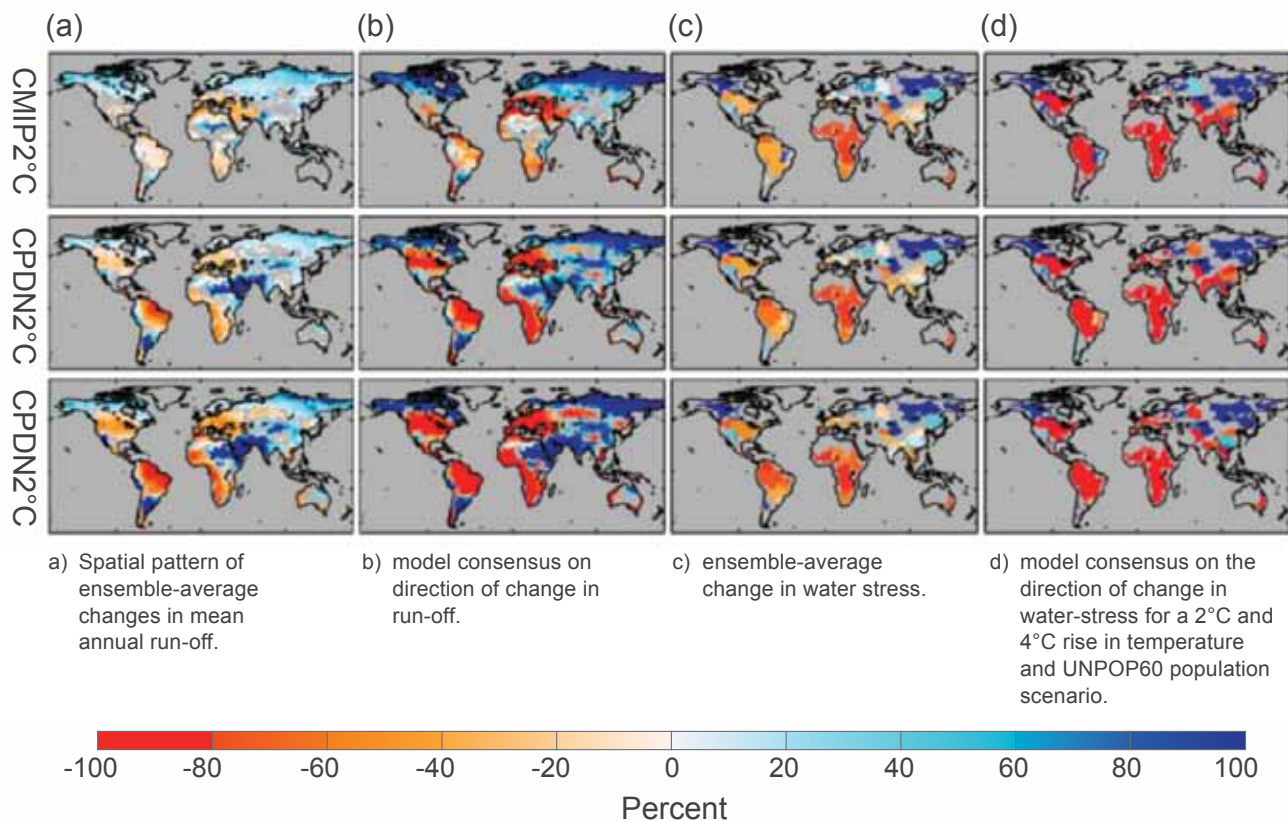 (a) (b) (c) (d)
CMIP2°C
CPDN2°C
CPDN2°C
a) Spatial pattern of
ensemble-average
changes in mean
annual run-off.
b) model consensus on
direction of change in
run-off.
c) ensemble-average
change in water stress.
d) model consensus on the
direction of change in
water-stress for a 2°C and
4°C rise in temperature
and UNPOP60 population
scenario.
-100 -80 -60 -40 -20 0 20 40 60 80 100
Percent